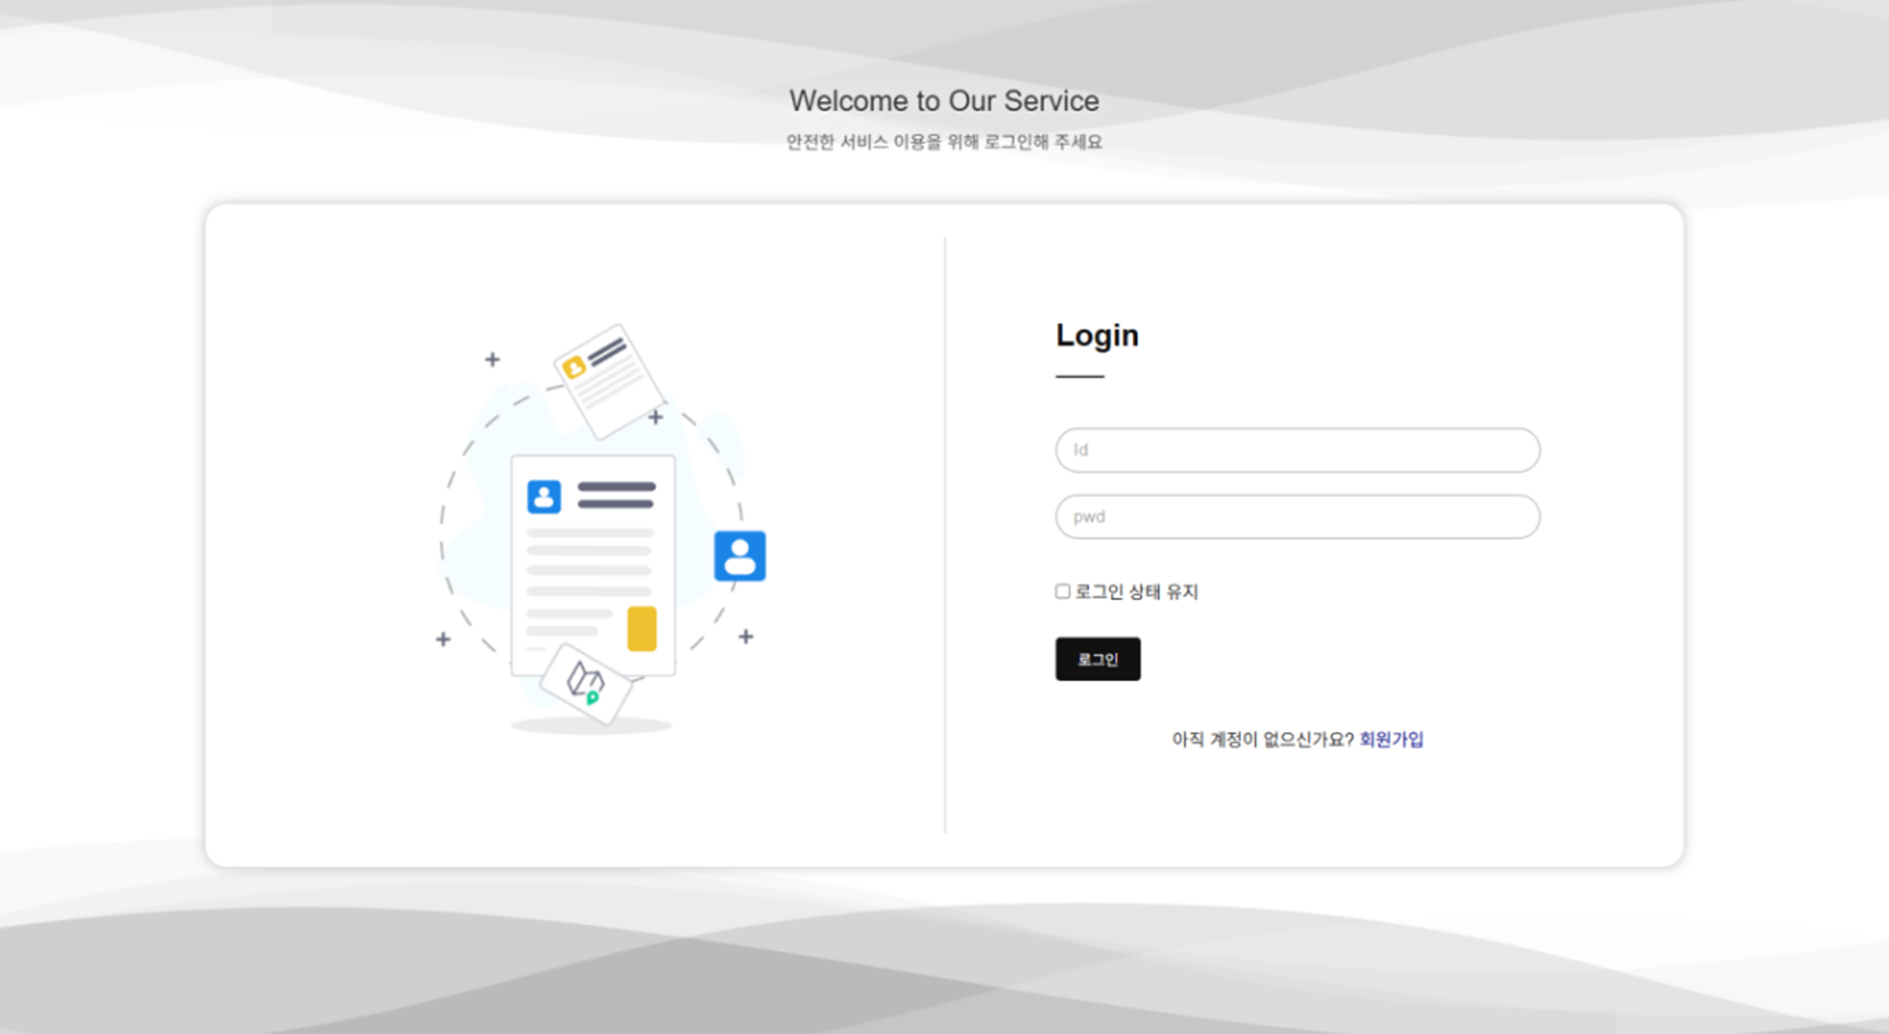 Welcome to Our Service
안전한 서비스 이용을 위해 로그인해 주세요
Login
Id
pwd
로그인 상태 유지
로그인
아직 계정이 없으신가요? 회원가입